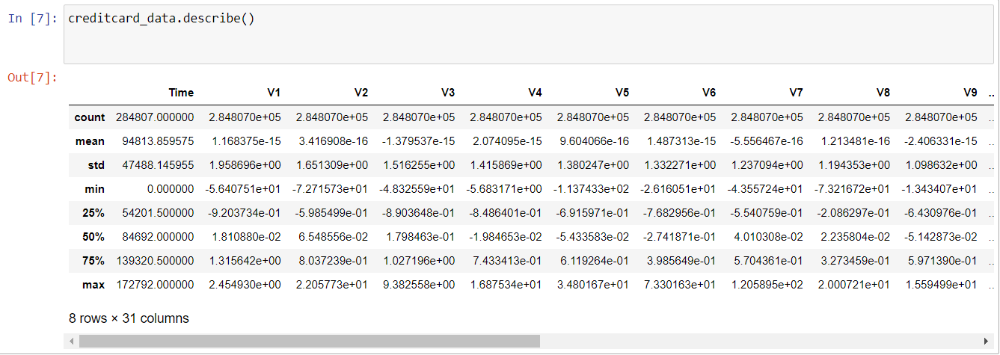 In [7]: creditcard_data.describe()
Out[7]:
Time V1 V2 V3 V4 V5 V6 V7 V8 V9 ..
count 284807.000000 2.848070e+05 2.848070e+05 2.848070e+05 2.848070e+05 2.848070e+05 2.848070e+05 2.848070e+05 2.848070e+05 2.848070e+05 ..
mean 94813.859575 1.168375e-15 3.416908e-16 -1.379537e-15 2.074095e-15 9.604066e-16 1.487313e-15 -5.556467e-16 1.213481e-16 -2.406331e-15 ..
std 47488.145955 1.958696e+00 1.651309e+00 1.516255e+00 1.415869e+00 1.380247e+00 1.332271e+00 1.237094e+00 1.194353e+00 1.098632e+00 ..
min 0.000000 -5.640751e+01 -7.271573e+01 -4.832559e+01 -5.683171e+00 -1.137433e+02 -2.616051e+01 -4.355724e+01 -7.321672e+01 -1.343407e+01 ..
25% 54201.500000 -9.203734e-01 -5.985499e-01 -8.903648e-01 -8.486401e-01 -6.915971e-01 -7.682956e-01 -5.540759e-01 -2.086297e-01 -6.430976e-01 ..
50% 84692.000000 1.810880e-02 6.548556e-02 1.798463e-01 -1.984653e-02 -5.433583e-02 -2.741871e-01 4.010308e-02 2.235804e-02 -5.142873e-02 ..
75% 139320.500000 1.315642e+00 8.037239e-01 1.027196e+00 7.433413e-01 6.119264e-01 3.985649e-01 5.704361e-01 3.273459e-01 5.971390e-01 ..
max 172792.000000 2.454930e+00 2.205773e+01 9.382558e+00 1.687534e+01 3.480167e+01 7.330163e+01 1.205895e+02 2.000721e+01 1.559499e+01 ..
8 rows × 31 columns